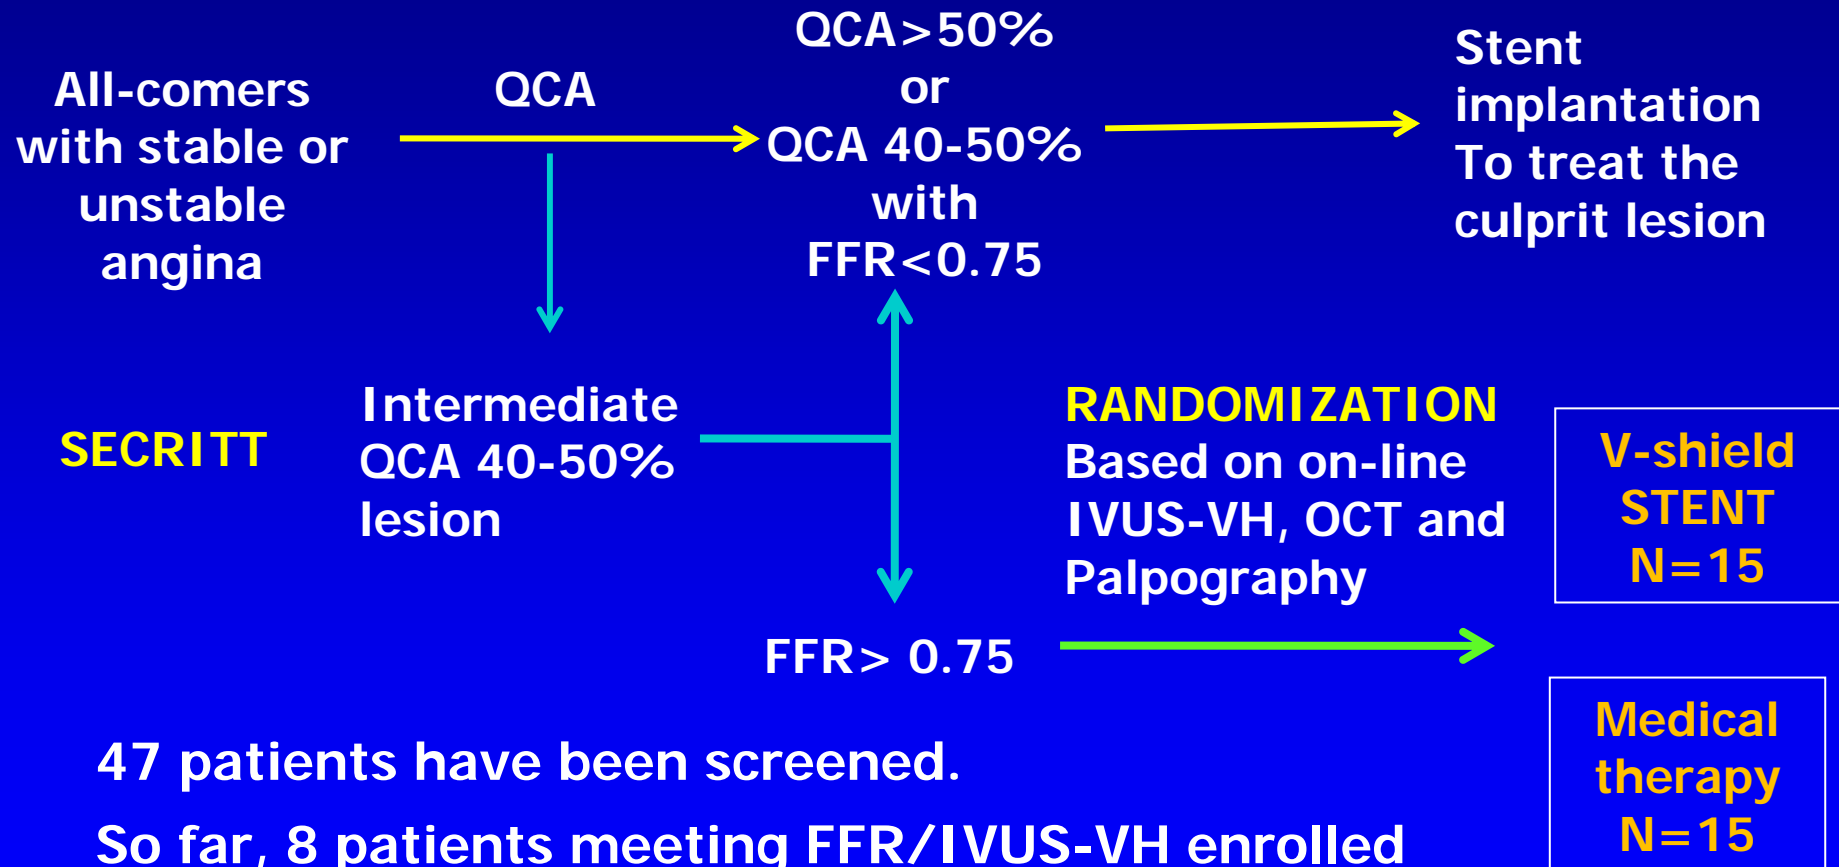 All-comers
with stable or
unstable
angina
QCA
QCA>50%
or
QCA 40-50%
with
FFR<0.75
Stent
implantation
To treat the
culprit lesion
SECRITT
Intermediate
QCA 40-50%
lesion
RANDOMIZATION
Based on on-line
IVUS-VH, OCT and
Palpography
V-shield
STENT
N=15
FFR> 0.75
Medical
therapy
N=15
47 patients have been screened.
So far, 8 patients meeting FFR/IVUS-VH enrolled